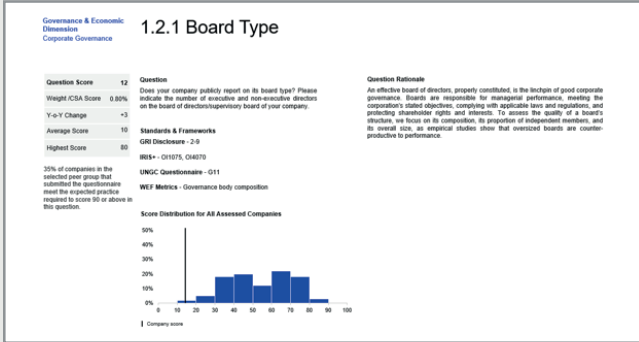 Governance & Economic
Dimension
Corporate Governance
1.2.1 Board Type
Question Score 12
Weight /CSA Score 0.80%
Y-o-Y Change +3
Average Score 10
Highest Score 80
35% of companies in the
selected peer group that
submitted the questionnaire
meet the expected practice
required to score 90 or above in
this question.
Question
Does your company publicly report on its board type? Please
indicate the number of executive and non-executive directors
on the board of directors/supervisory board of your company.
Standards & Frameworks
GRI Disclosure - 2-9
IRIS+ - OI1075, OI4070
UNGC Questionnaire - G11
WEF Metrics - Governance body composition
Score Distribution for All Assessed Companies
50%
40%
30%
20%
10%
0%
0 10 20 30 40 50 60 70 80 90 100
Company score
Question Rationale
An effective board of directors, properly constituted, is the linchpin of good corporate
governance. Boards are responsible for managerial performance, meeting the
corporation's stated objectives, complying with applicable laws and regulations, and
protecting shareholder rights and interests. To assess the quality of a board's
structure, we focus on its composition, its proportion of independent members, and
its overall size, as empirical studies show that oversized boards are counter-
productive to performance.